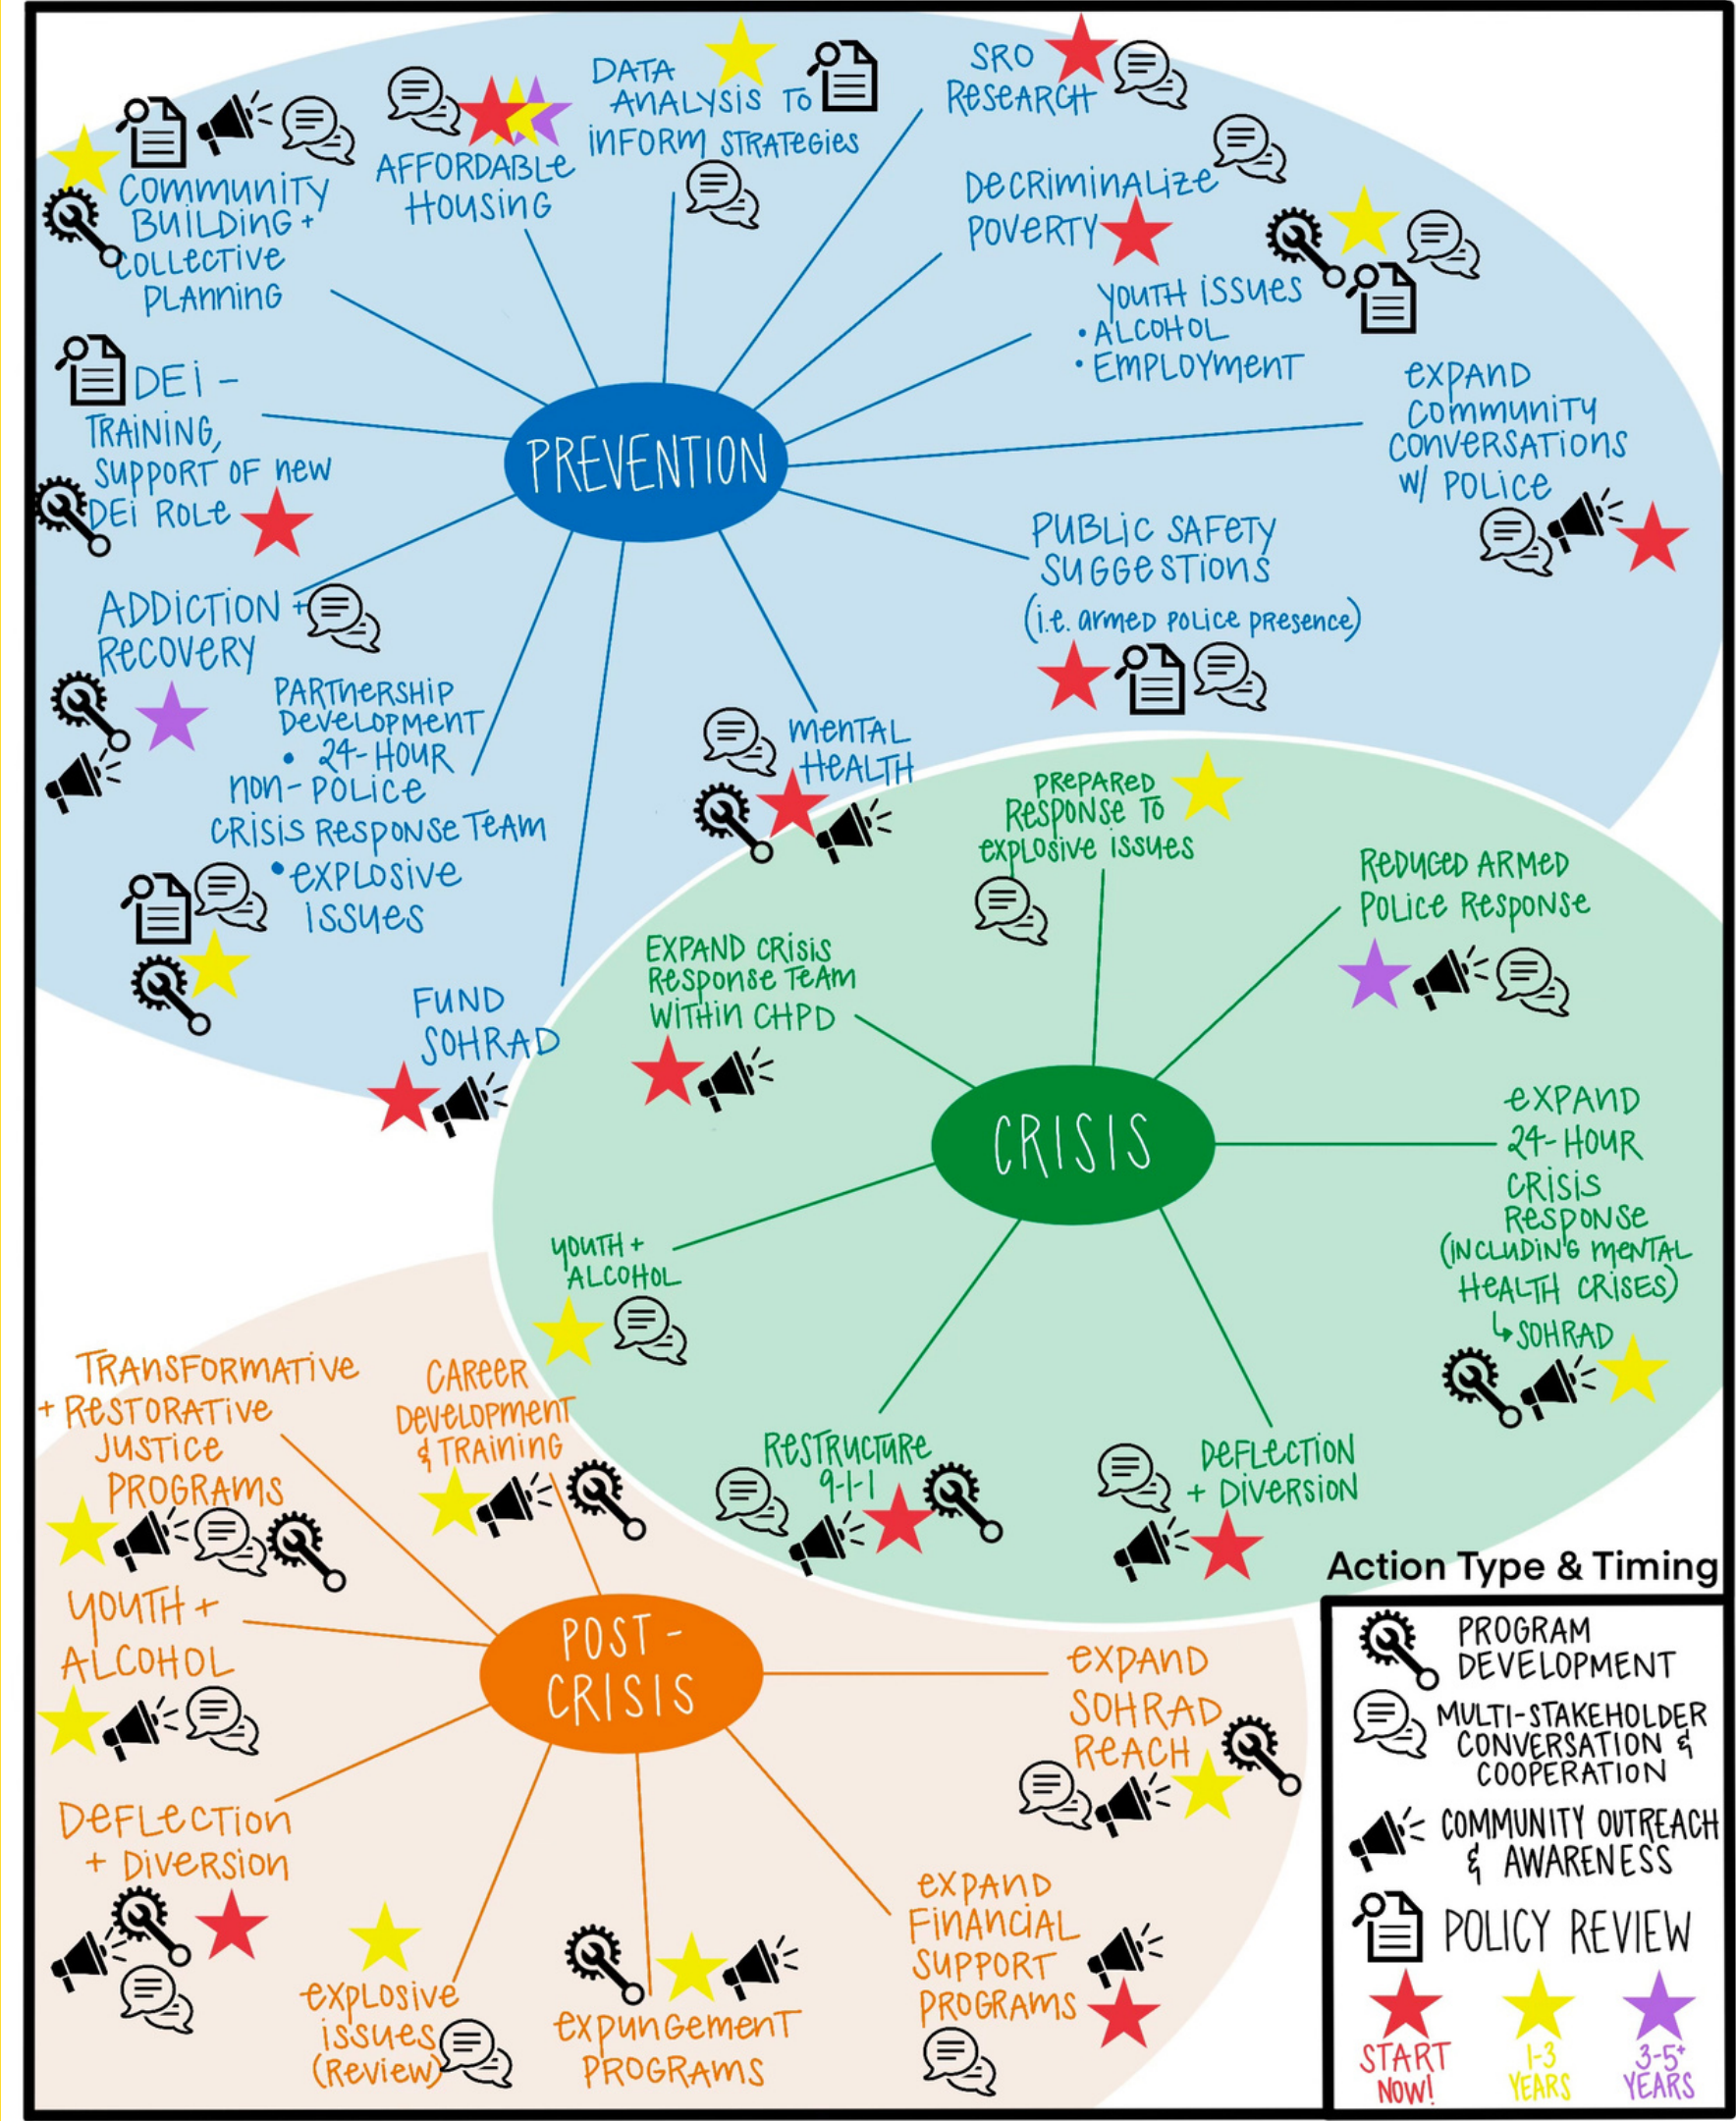 COMMUNITY
BUILDING +
COLLECTIVE
PLANNING
AFFORDABLE
HOUSING
DATA
ANALYSIS TO
INFORM STRATEGIES
SRO
RESEARCH
DECRIMINALIZE
POVERTY
YOUTH ISSUES
• ALCOHOL
• EMPLOYMENT
EXPAND
COMMUNITY
CONVERSATIONS
W/ POLICE
DEI -
TRAINING,
SUPPORT OF NEW
DEI ROLE
PREVENTION
PUBLIC SAFETY
SUGGESTIONS
(i.e. ARMED POLICE PRESENCE)
ADDICTION +
RECOVERY
PARTNERSHIP
DEVELOPMENT
• 24-HOUR
NON-POLICE
CRISIS RESPONSE TEAM
• EXPLOSIVE
ISSUES
MENTAL
HEALTH
FUND
SOHRAD
PREPARED
RESPONSE TO
EXPLOSIVE ISSUES
REDUCED ARMED
POLICE RESPONSE
EXPAND CRISIS
RESPONSE TEAM
WITHIN CHPD
CRISIS
EXPAND
24-HOUR
CRISIS
RESPONSE
(INCLUDING MENTAL
HEALTH CRISES)
↳ SOHRAD
YOUTH +
ALCOHOL
RESTRUCTURE
9-1-1
DEFLECTION
+ DIVERSION
TRANSFORMATIVE
+ RESTORATIVE
JUSTICE
PROGRAMS
CAREER
DEVELOPMENT
& TRAINING
YOUTH +
ALCOHOL
POST-
CRISIS
EXPAND
SOHRAD
REACH
DEFLECTION
+ DIVERSION
EXPLOSIVE
ISSUES
(REVIEW)
EXPUNGEMENT
PROGRAMS
EXPAND
FINANCIAL
SUPPORT
PROGRAMS
Action Type & Timing
PROGRAM
DEVELOPMENT
MULTI-STAKEHOLDER
CONVERSATION &
COOPERATION
COMMUNITY OUTREACH
& AWARENESS
POLICY REVIEW
START
NOW!
1-3
YEARS
3-5+
YEARS